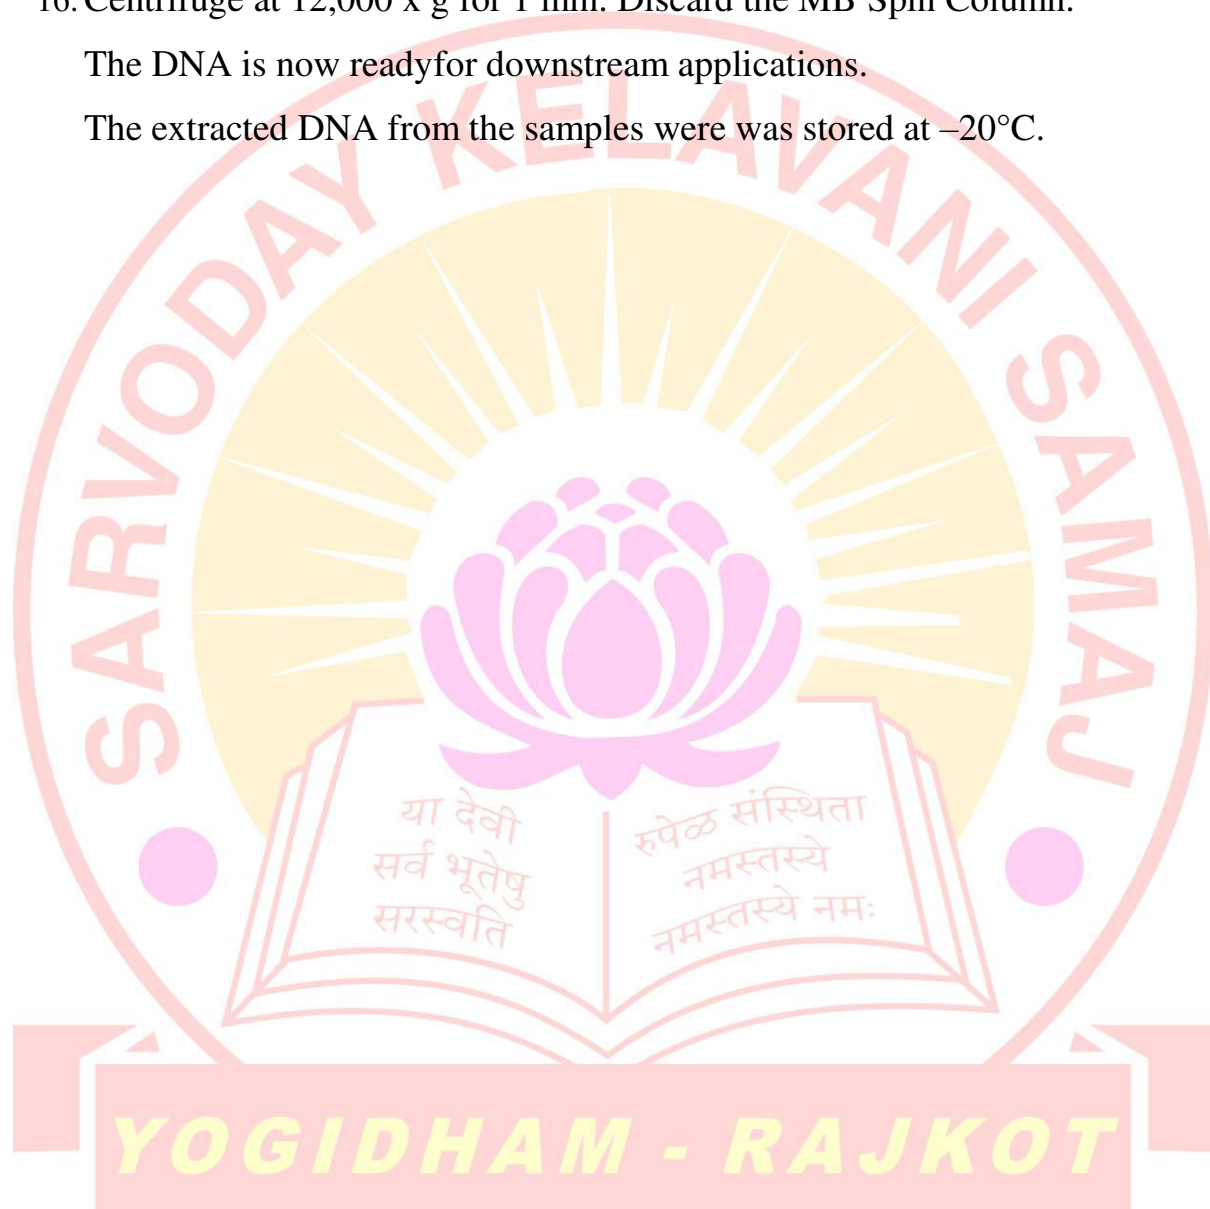 16. Centrifuge at 12,000 x g for 1 min. Discard the MB Spin Column.
The DNA is now readyfor downstream applications.
The extracted DNA from the samples were was stored at –20°C.
SARVODAY KELAVANI SAMAJ
या देवी
सर्व भूतेषु
सरस्वति
रुपेळ संस्थिता
नमस्तस्ये
नमस्तस्ये नमः
YOGIDHAM - RAJKOT